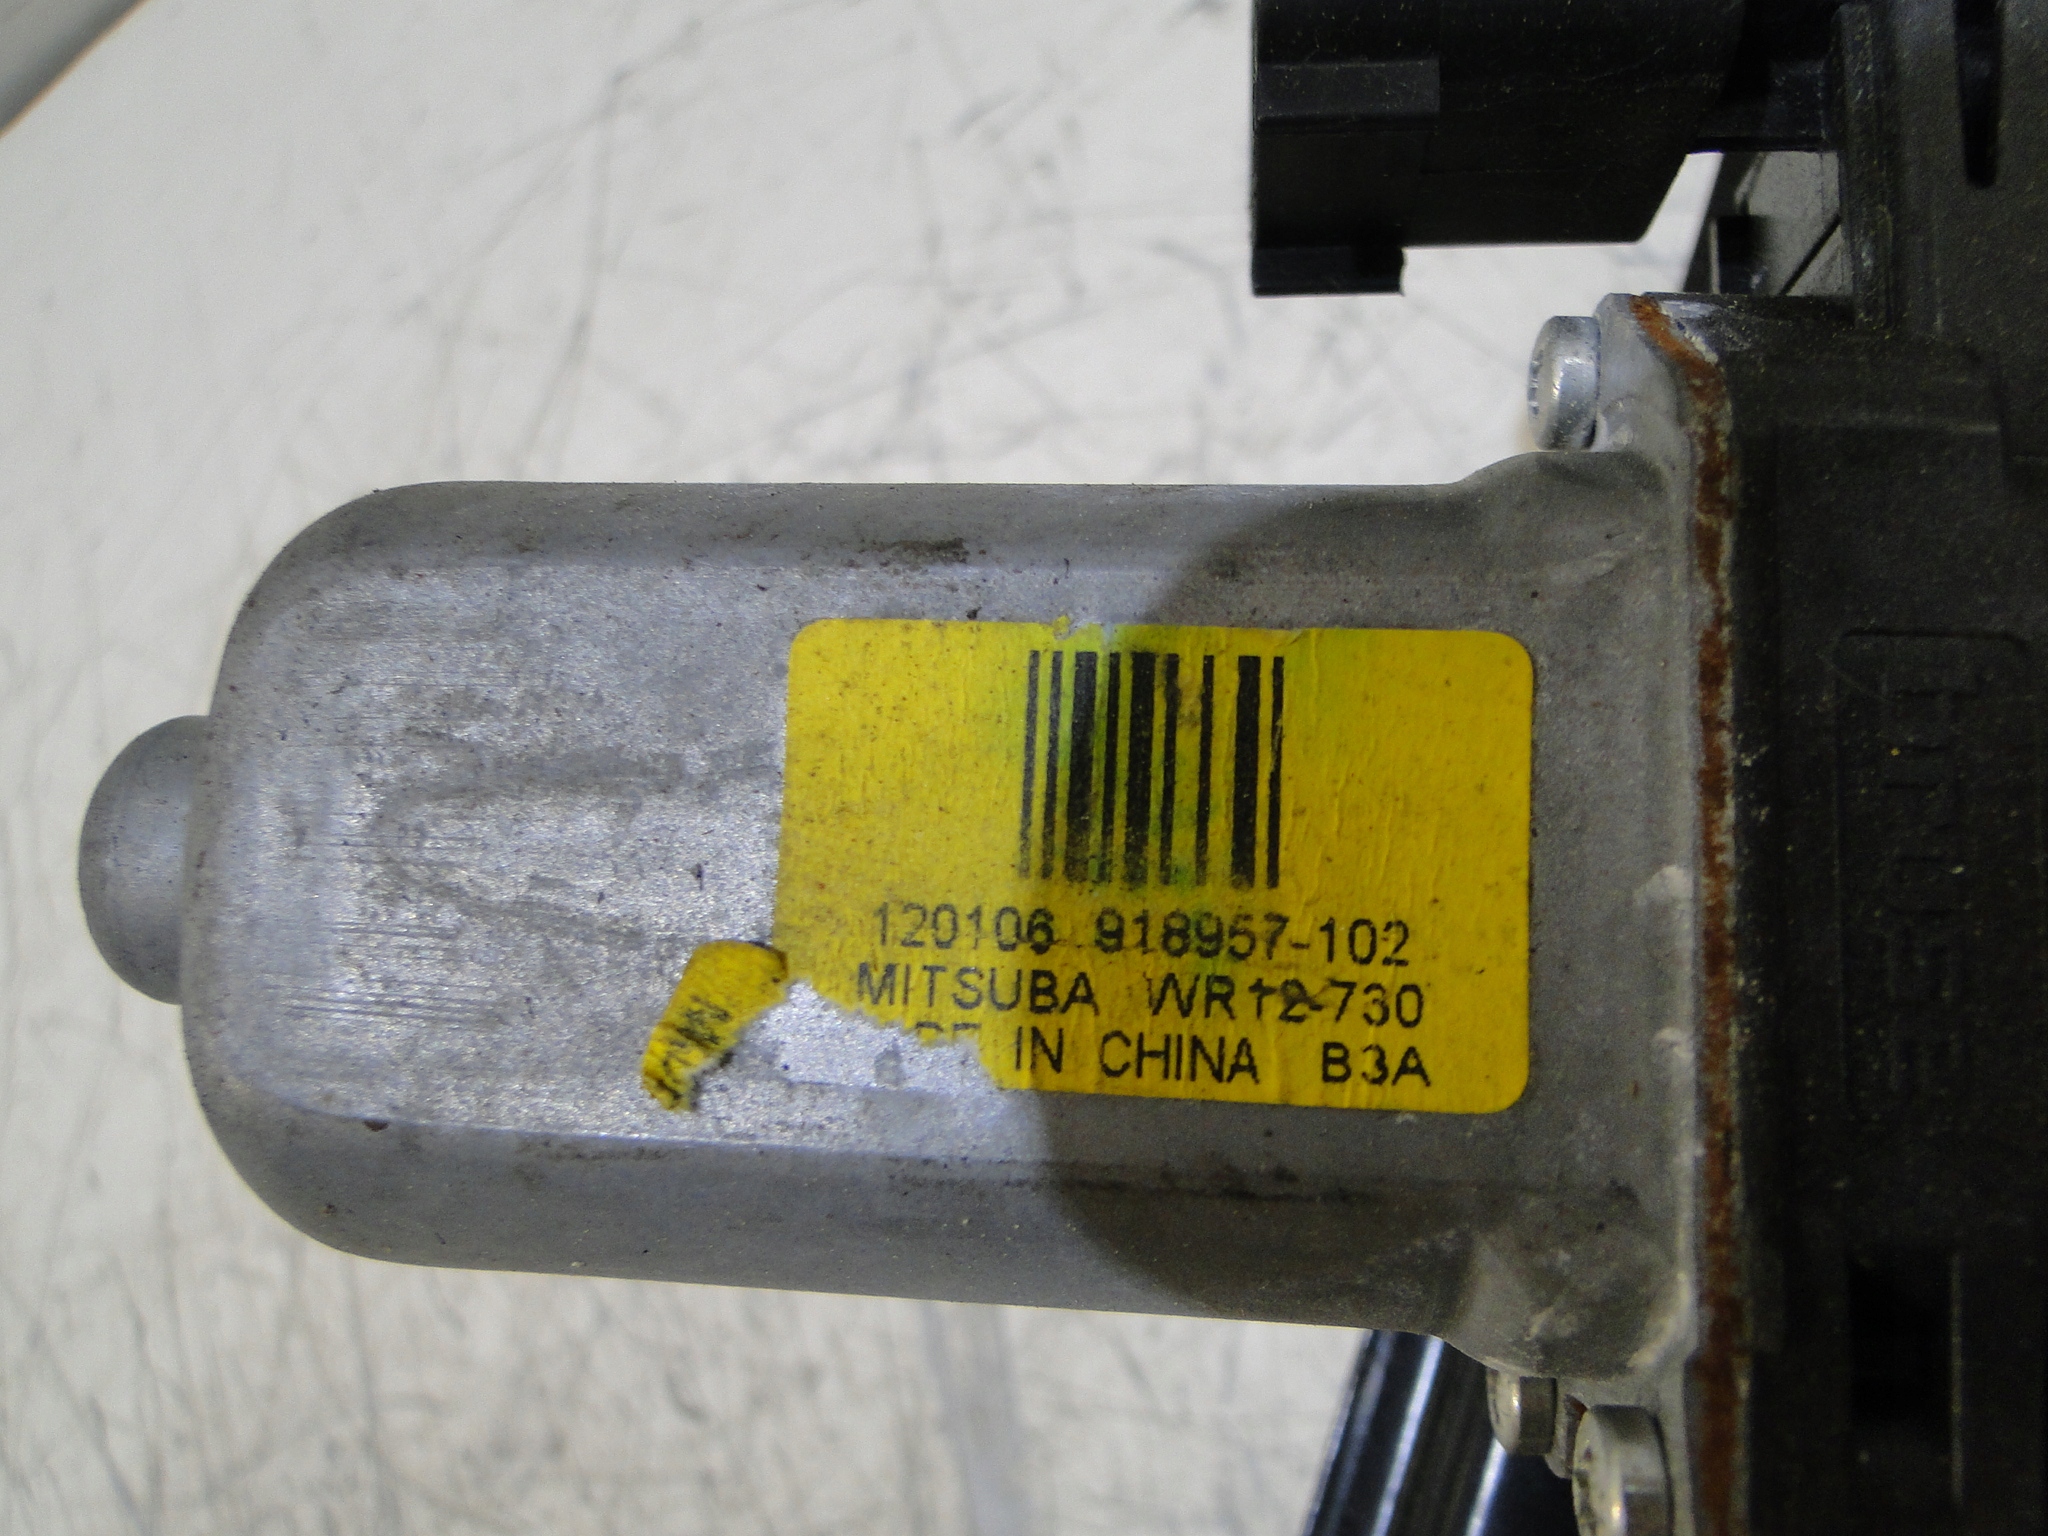 120106 918957-102
MITSUBA WR12-730
IN CHINA B3A